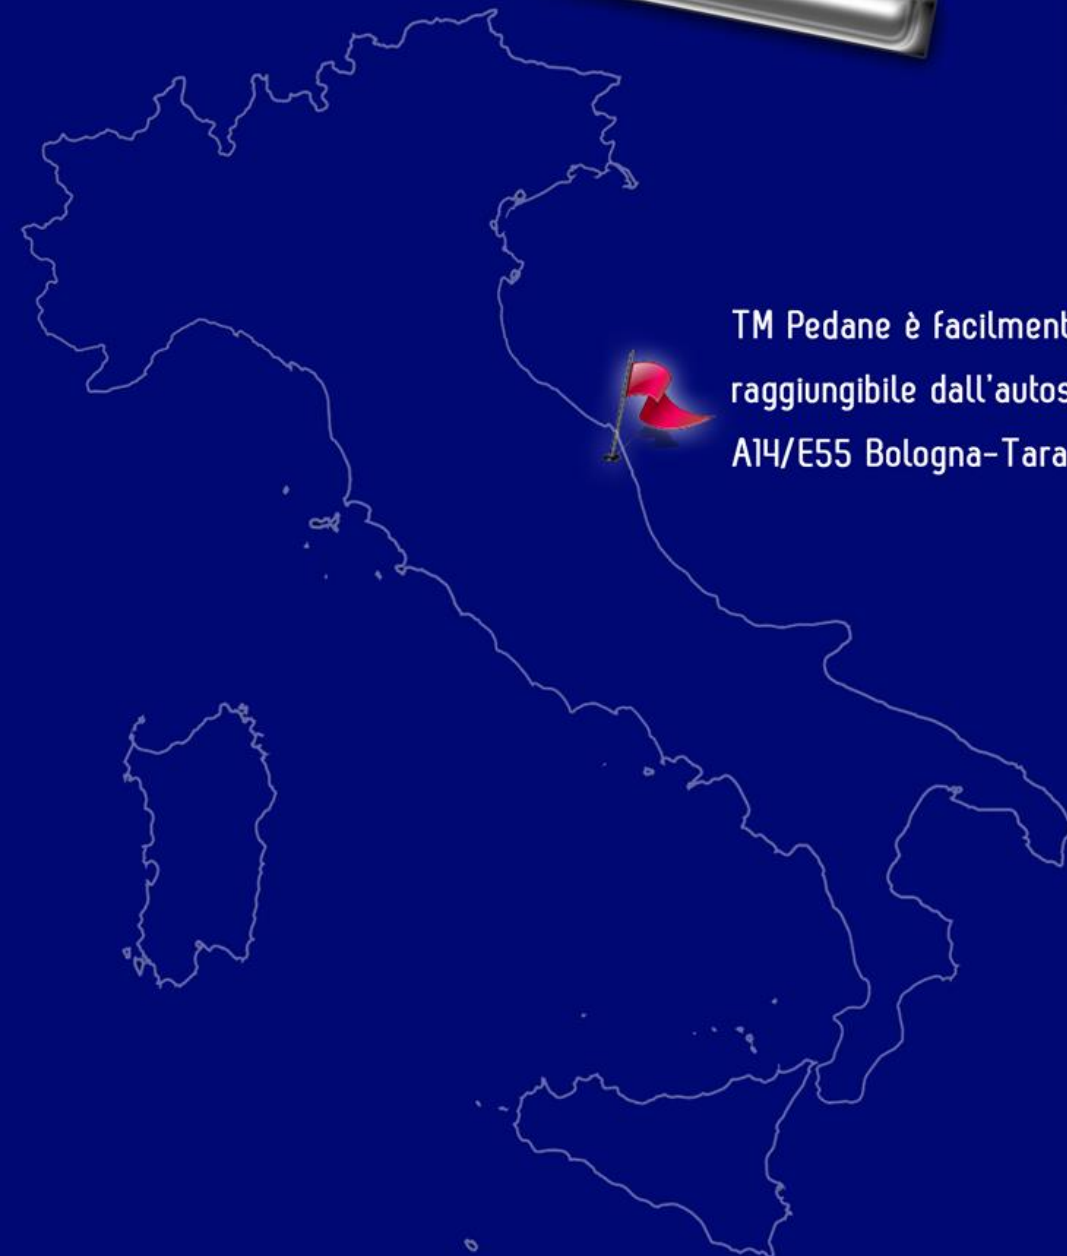 TM Pedane è facilment
raggiungibile dall'autos
A14/E55 Bologna-Tara